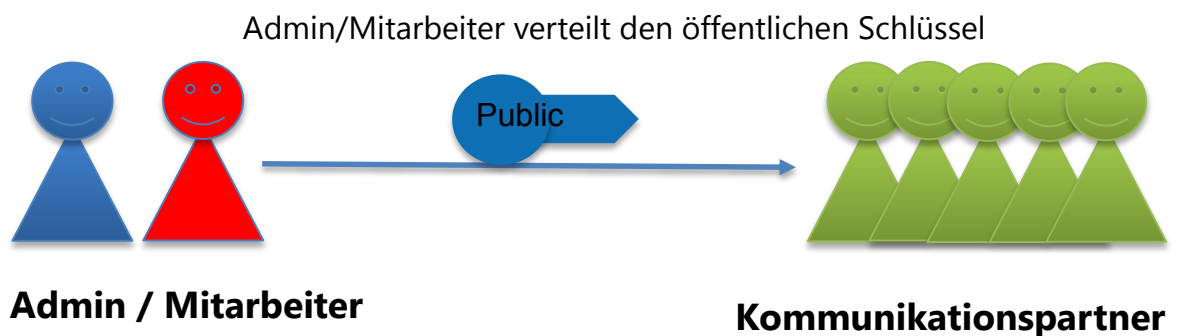 Admin/Mitarbeiter verteilt den öffentlichen Schlüssel
Public
Admin / Mitarbeiter
Kommunikationspartner